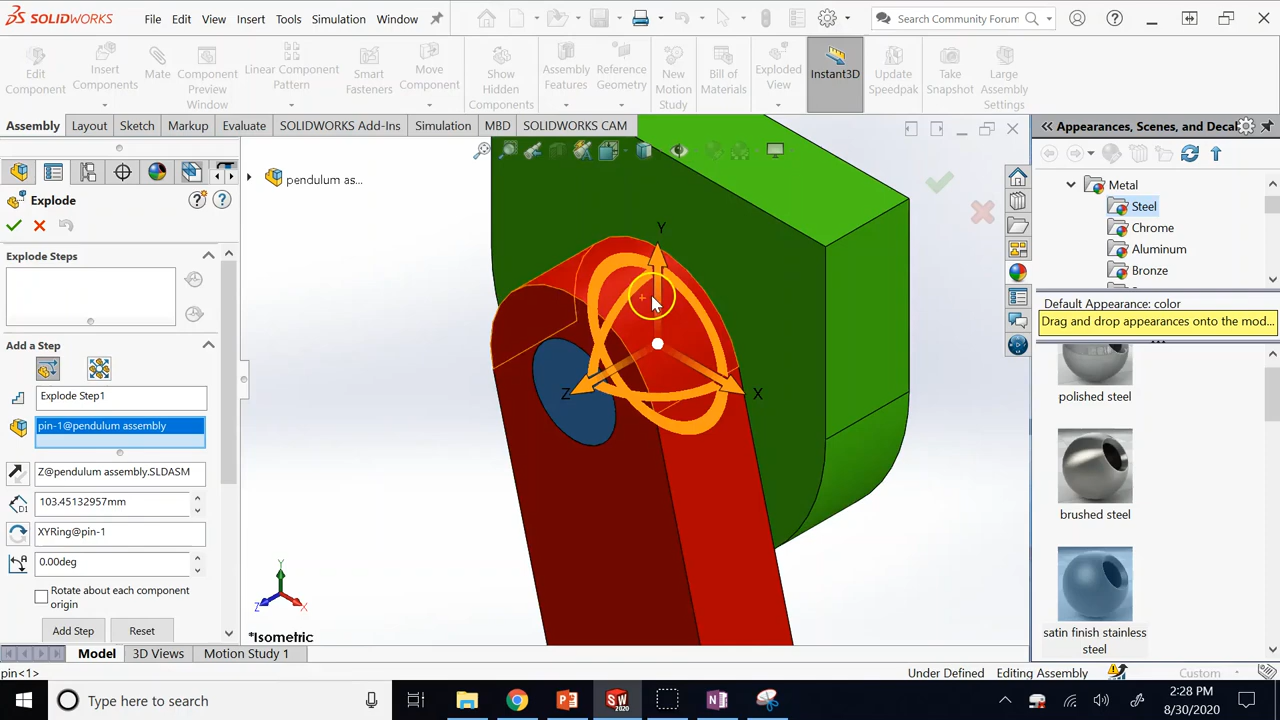 SOLIDWORKS File Edit View Insert Tools Simulation Window Search Community Forum
Edit Component
Insert Components
Mate
Component Preview Window
Linear Component Pattern
Smart Fasteners
Move Component
Show Hidden Components
Assembly Features
Reference Geometry
New Motion Study
Bill of Materials
Exploded View
Instant3D
Update Speedpak
Take Snapshot
Large Assembly Settings
Assembly Layout Sketch Markup Evaluate SOLIDWORKS Add-Ins Simulation MBD SOLIDWORKS CAM
Explode
Explode Steps
Add a Step
Explode Step1
pin-1@pendulum assembly
Z@pendulum assembly.SLDASM
D1
103.45132957mm
XYRing@pin-1
0.00deg
Rotate about each component
origin
Add Step Reset
pendulum as...
Y
Z
X
Y
Z
X
*Isometric
Appearances, Scenes, and Decal
Metal
Steel
Chrome
Aluminum
Bronze
Default Appearance: color
Drag and drop appearances onto the mod...
polished steel
brushed steel
satin finish stainless
steel
Model 3D Views Motion Study 1
pin<1> Under Defined Editing Assembly Custom
Type here to search
SW
2020
2:28 PM
8/30/2020